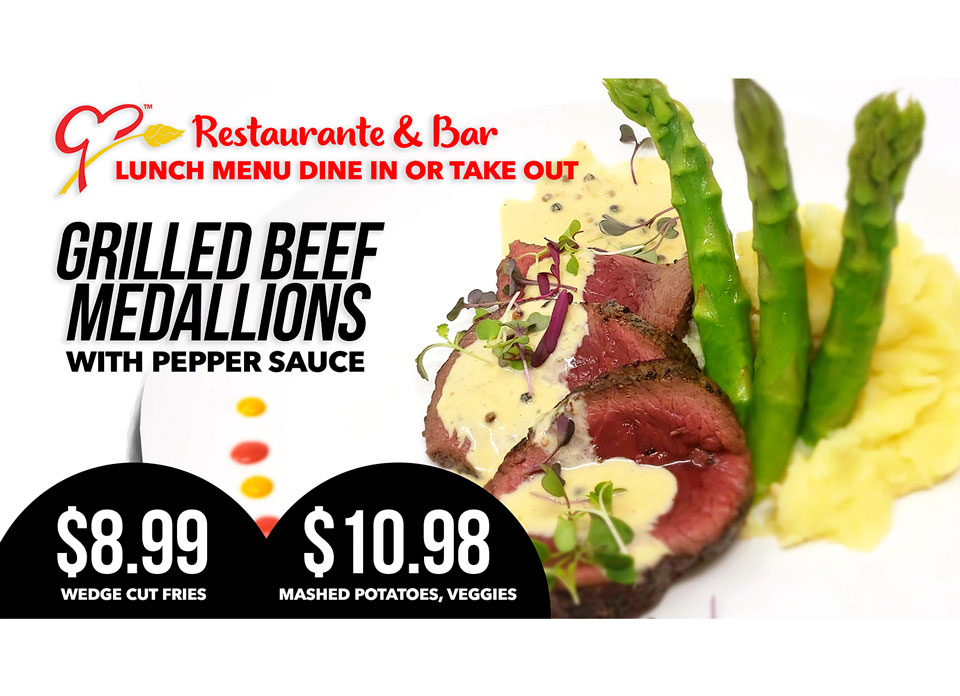 ™
Restaurante & Bar
LUNCH MENU DINE IN OR TAKE OUT
GRILLED BEEF
MEDALLIONS
WITH PEPPER SAUCE
$8.99
WEDGE CUT FRIES
$10.98
MASHED POTATOES, VEGGIES